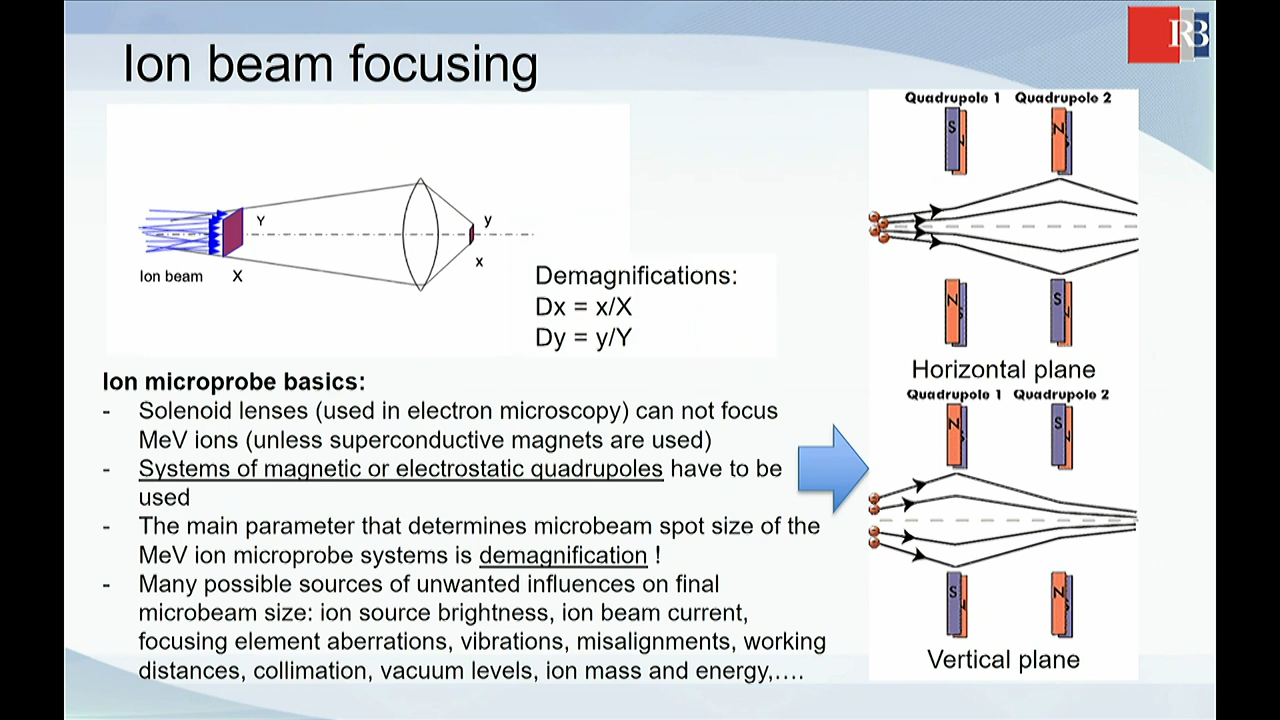 Ion beam focusing
IRB
Y
Ion beam
X
y
x
Demagnifications:
Dx = x/X
Dy = y/Y
Ion microprobe basics:
- Solenoid lenses (used in electron microscopy) can not focus
MeV ions (unless superconductive magnets are used)
- Systems of magnetic or electrostatic quadrupoles have to be
used
- The main parameter that determines microbeam spot size of the
MeV ion microprobe systems is demagnification !
- Many possible sources of unwanted influences on final
microbeam size: ion source brightness, ion beam current,
focusing element aberrations, vibrations, misalignments, working
distances, collimation, vacuum levels, ion mass and energy,....
Quadrupole 1 Quadrupole 2
S N N S
N S S N
Horizontal plane
Quadrupole 1 Quadrupole 2
N S S N
S N N S
Vertical plane